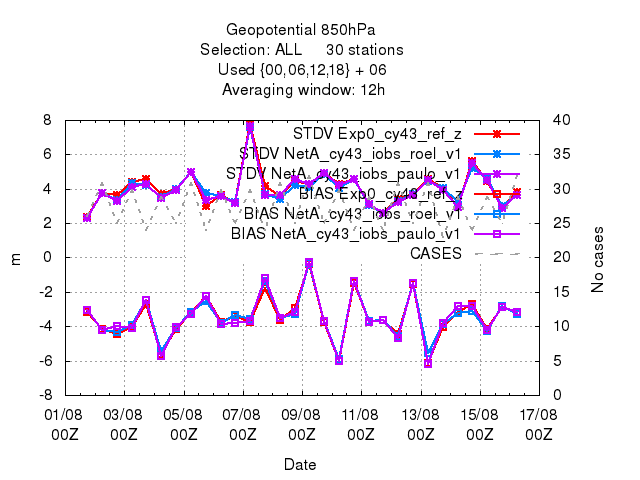 Geopotential 850hPa
Selection: ALL 30 stations
Used {00,06,12,18} + 06
Averaging window: 12h
8 6 4 2 0 -2 -4 -6 -8
m
40 35 30 25 20 15 10 5 0
No cases
STDV Exp0_cy43_ref_z
STDV NetA_cy43_iobs_roel_v1
STDV NetA_cy43_iobs_paulo_v1
BIAS Exp0_cy43_ref_z
BIAS NetA_cy43_iobs_roel_v1
BIAS NetA_cy43_iobs_paulo_v1
CASES
01/08 03/08 05/08 07/08 09/08 11/08 13/08 15/08 17/08
00Z 00Z 00Z 00Z 00Z 00Z 00Z 00Z 00Z
Date